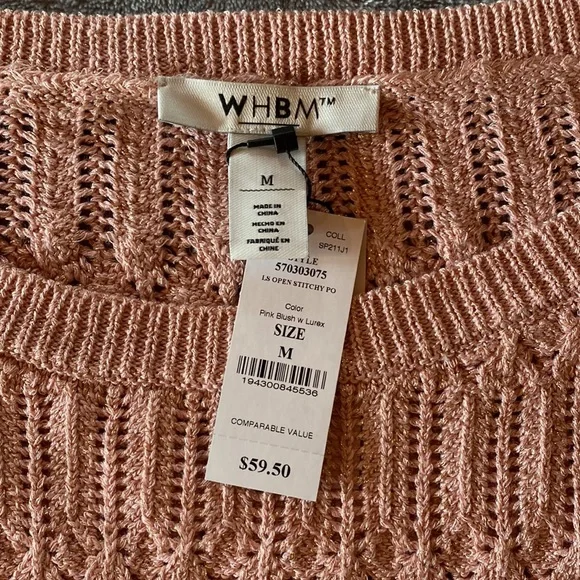 WHBM™
M
MADE IN
CHINA
HECHO EN
CHINA
FABRIQUÉ EN
CHINE
COLL
SP211J1
STYLE
570303075
LS OPEN STITCHY PO
Color
Pink Blush w Lurex
SIZE
M
194300845536
COMPARABLE VALUE
$59.50